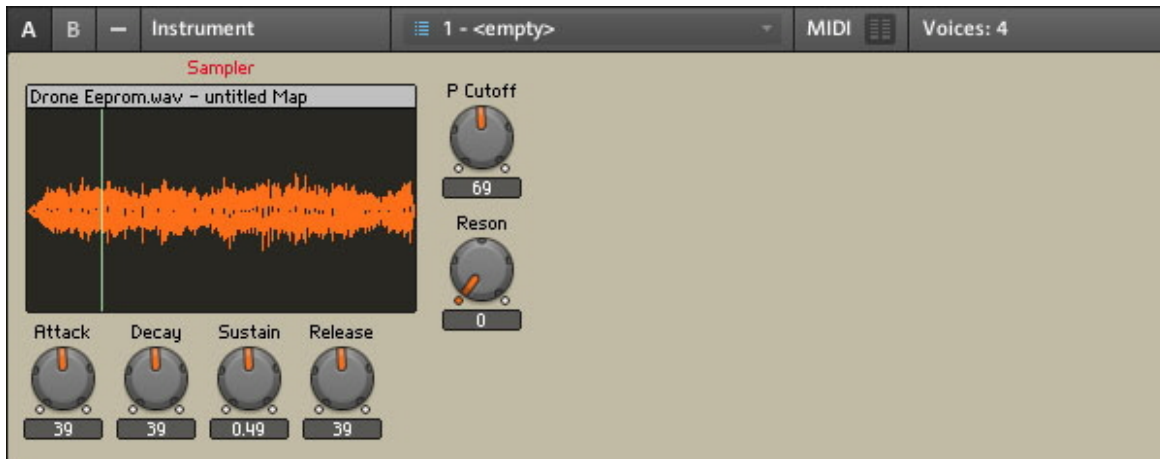 A B – Instrument 1 - <empty> MIDI Voices: 4
Sampler
Drone Eeprom.wav - untitled Map
P Cutoff
69
Reson
0
Attack Decay Sustain Release
39 39 0.49 39